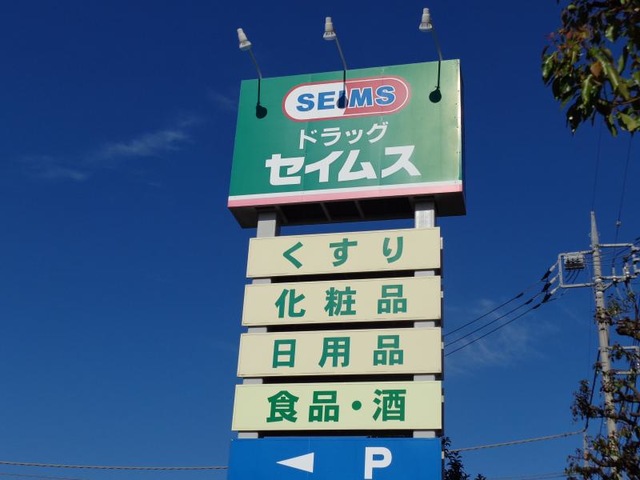 SEIMS
ドラッグ
セイムス
くすり
化粧品
日用品
食品・酒
P